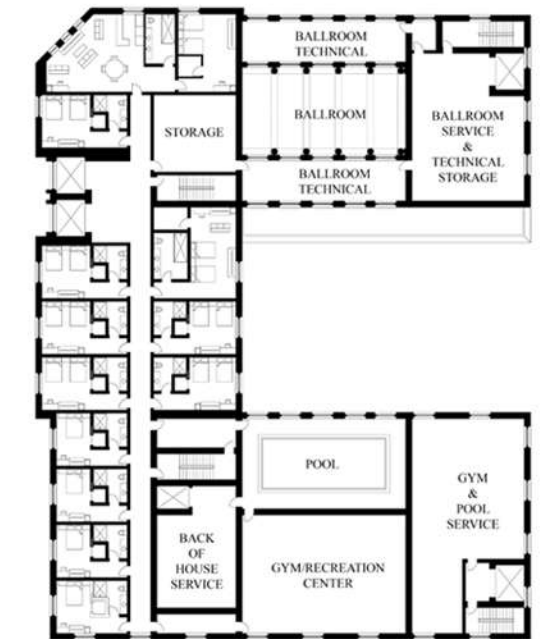 BALLROOM
TECHNICAL
STORAGE
BALLROOM
BALLROOM
SERVICE
&
TECHNICAL
STORAGE
BALLROOM
TECHNICAL
POOL
GYM
&
POOL
SERVICE
BACK
OF
HOUSE
SERVICE
GYM/RECREATION
CENTER